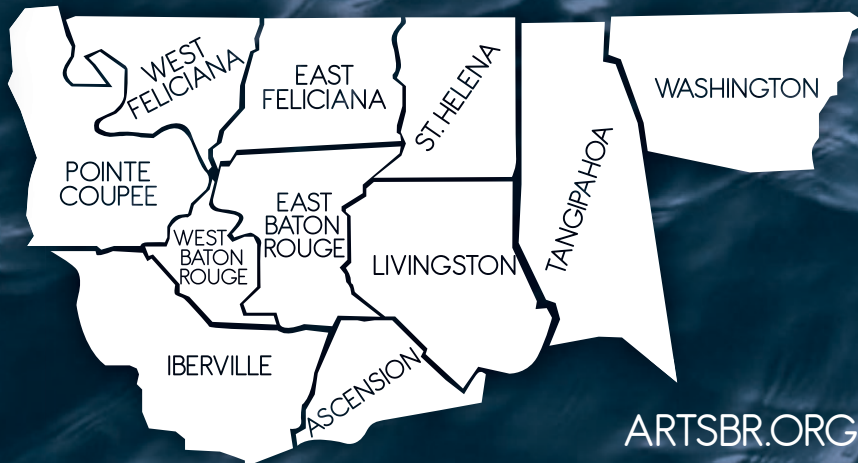 WEST
FELICIANA
EAST
FELICIANA
ST. HELENA
WASHINGTON
POINTE
COUPEE
EAST
BATON
ROUGE
WEST
BATON
ROUGE
LIVINGSTON
TANGIPAHOA
IBERVILLE
ASCENSION
ARTSBR.ORG